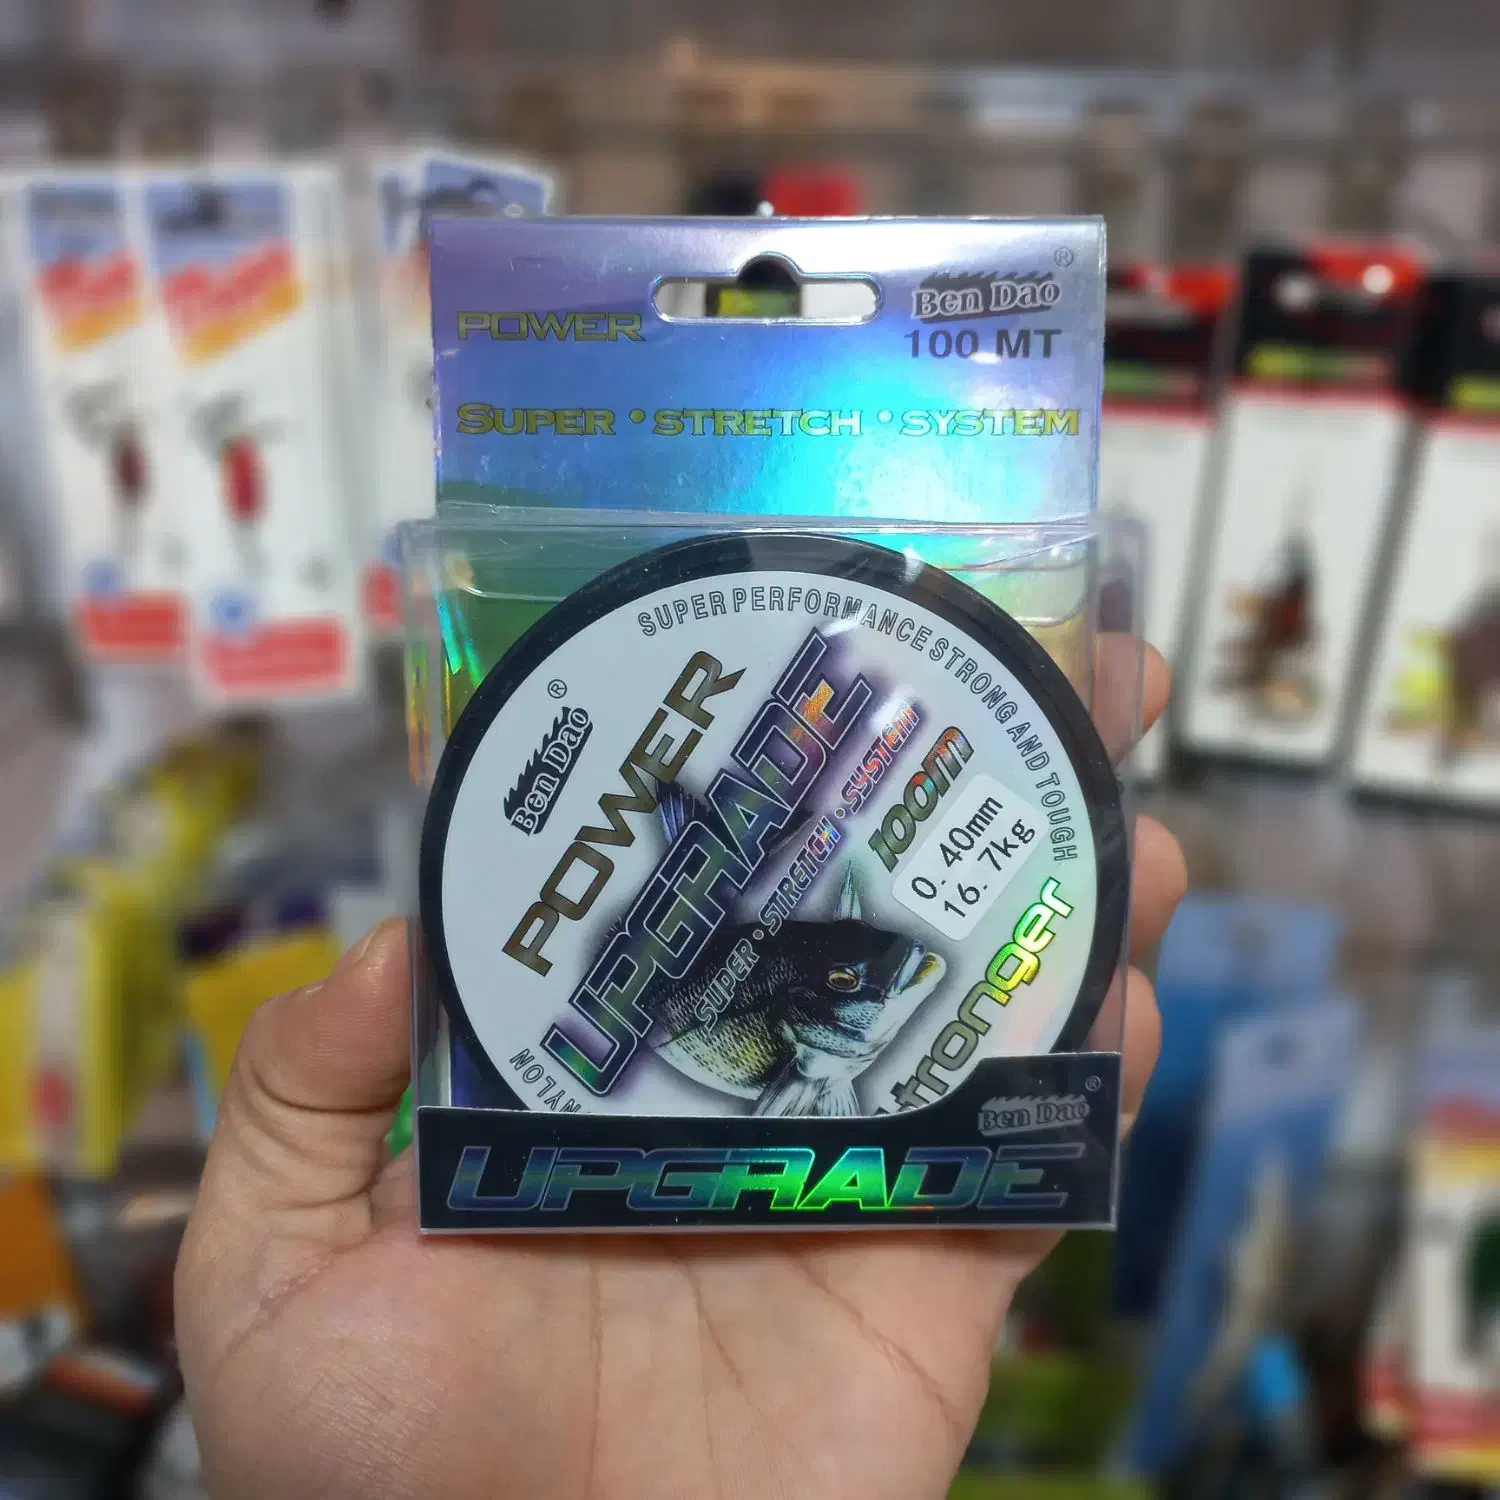 POWER
Ben Dao ®
100 MT
SUPER • STRETCH • SYSTEM
SUPER PERFORMANCE STRONG AND TOUGH
Ben Dao ®
POWER
UPGRADE
SUPER • STRETCH • SYSTEM
100m
0.40mm
16.7kg
stronger
NYLON
Ben Dao ®
UPGRADE